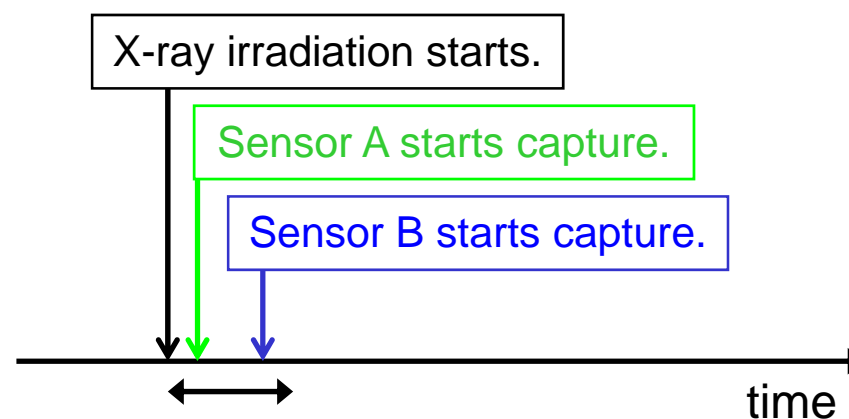 X-ray irradiation starts.
Sensor A starts capture.
Sensor B starts capture.
time